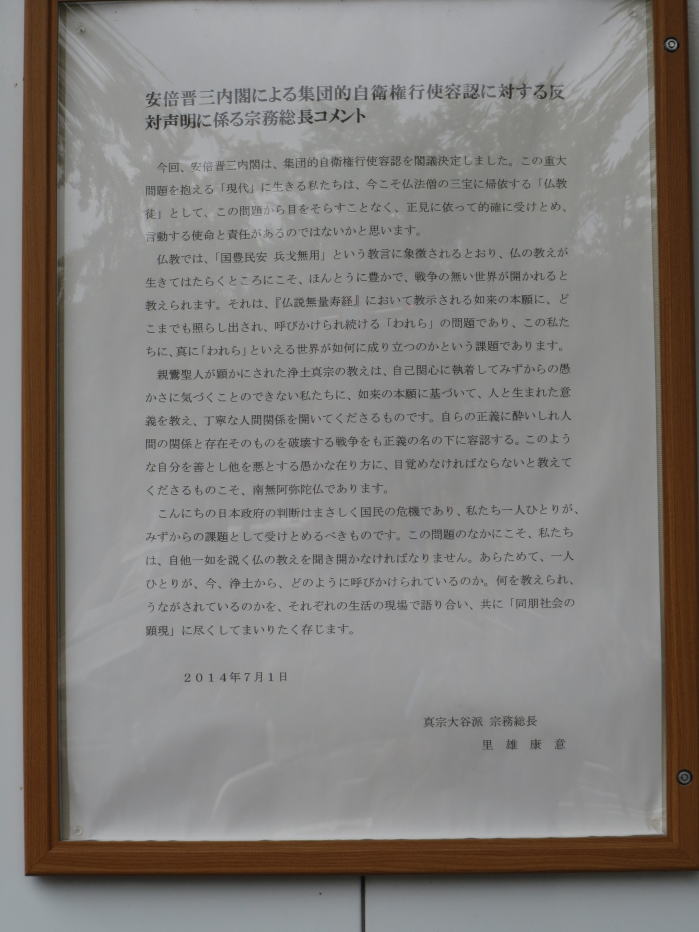 安倍晋三内閣による集団的自衛権行使容認に対する反
対声明に係る宗務総長コメント
今回、安倍晋三内閣は、集団的自衛権行使容認を閣議決定しました。この重大
問題を抱える「現代」に生きる私たちは、今こそ仏法僧の三宝に帰依する「仏教
徒」として、この問題から目をそらすことなく、正見に依って的確に受けとめ、
言動する使命と責任があるのではないかと思います。
仏教では、「国豊民安 兵戈無用」という教言に象徴されるとおり、仏の教えが
生きてはたらくところにこそ、ほんとうに豊かで、戦争の無い世界が開かれると
教えられます。それは、『仏説無量寿経』において教示される如来の本願に、ど
こまでも照らし出され、呼びかけられ続ける「われら」の問題であり、この私た
ちに、真に「われら」といえる世界が如何に成り立つのかという課題であります。
親鸞聖人が顕かにされた浄土真宗の教えは、自己関心に執着してみずからの愚
かさに気づくことのできない私たちに、如来の本願に基づいて、人と生まれた意
義を教え、丁寧な人間関係を開いてくださるものです。自らの正義に酔いしれ人
間の関係と存在そのものを破壊する戦争をも正義の名の下に容認する。このよう
な自分を善とし他を悪とする愚かな在り方に、目覚めなければならないと教えて
くださるものこそ、南無阿弥陀仏であります。
こんにちの日本政府の判断はまさしく国民の危機であり、私たち一人ひとりが、
みずからの課題として受けとめるべきものです。この問題のなかにこそ、私たち
は、自他一如を説く仏の教えを聞き開かなければなりません。あらためて、一人
ひとりが、今、浄土から、どのように呼びかけられているのか。何を教えられ、
うながされているのかを、それぞれの生活の現場で語り合い、共に「同朋社会の
顕現」に尽くしてまいりたく存じます。
２０１４年７月１日
真宗大谷派 宗務総長
里 雄 康 意